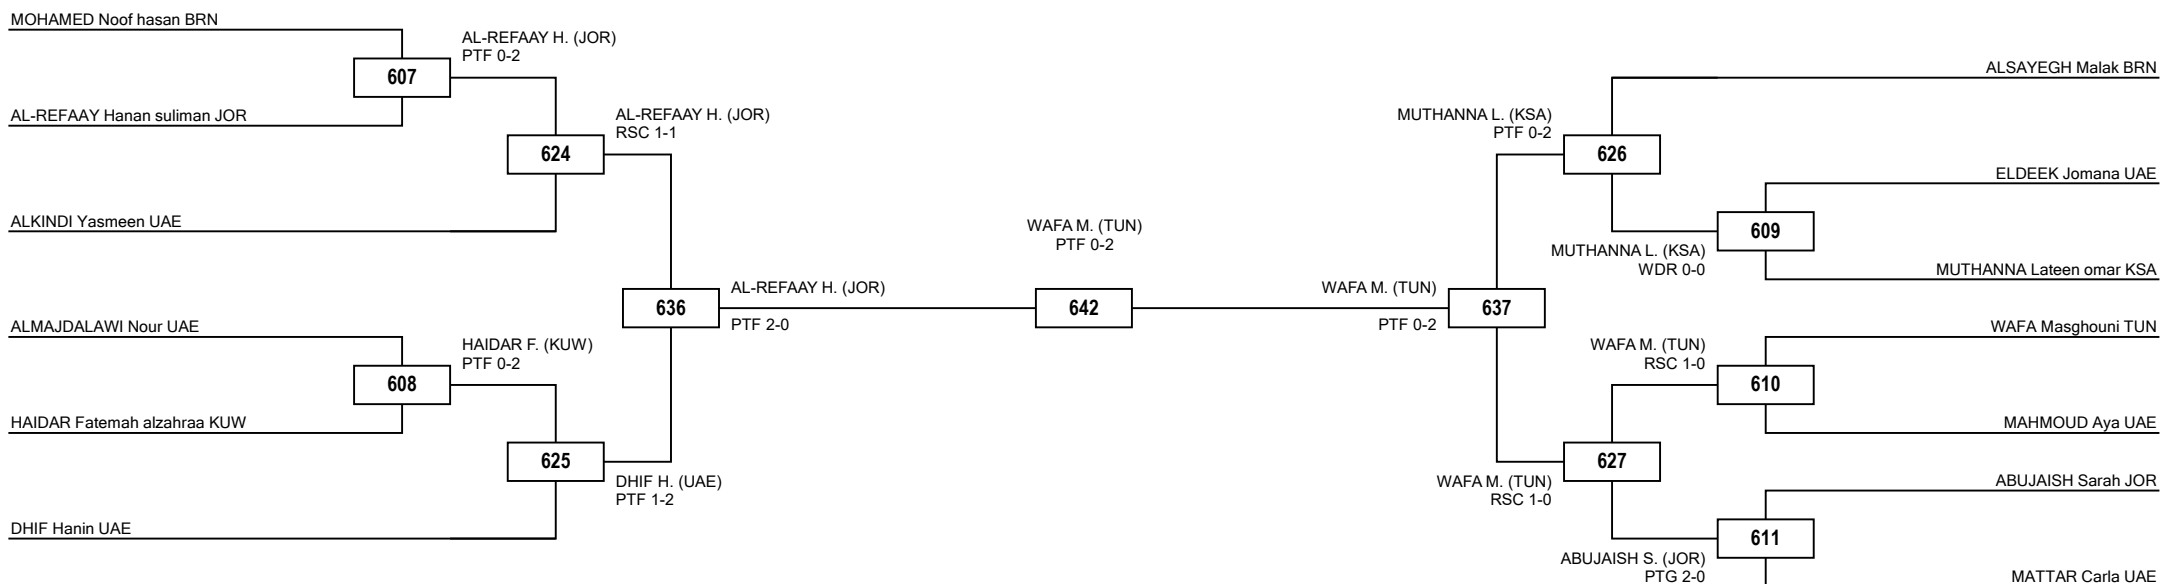 MOHAMED Noof hasan BRN
AL-REFAAY H. (JOR)
PTF 0-2
607
AL-REFAAY Hanan suliman JOR
AL-REFAAY H. (JOR)
RSC 1-1
624
ALKINDI Yasmeen UAE
636
AL-REFAAY H. (JOR)
PTF 2-0
ALMAJDALAWI Nour UAE
HAIDAR F. (KUW)
PTF 0-2
608
HAIDAR Fatemah alzahraa KUW
625
DHIF H. (UAE)
PTF 1-2
DHIF Hanin UAE
WAFA M. (TUN)
PTF 0-2
642
ALSAYEGH Malak BRN
MUTHANNA L. (KSA)
PTF 0-2
626
ELDEEK Jomana UAE
609
MUTHANNA L. (KSA)
WDR 0-0
MUTHANNA Lateen omar KSA
WAFA M. (TUN)
PTF 0-2
637
WAFA Masghouni TUN
WAFA M. (TUN)
RSC 1-0
610
MAHMOUD Aya UAE
627
WAFA M. (TUN)
RSC 1-0
ABUJAISH Sarah JOR
611
ABUJAISH S. (JOR)
PTG 2-0
MATTAR Carla UAE